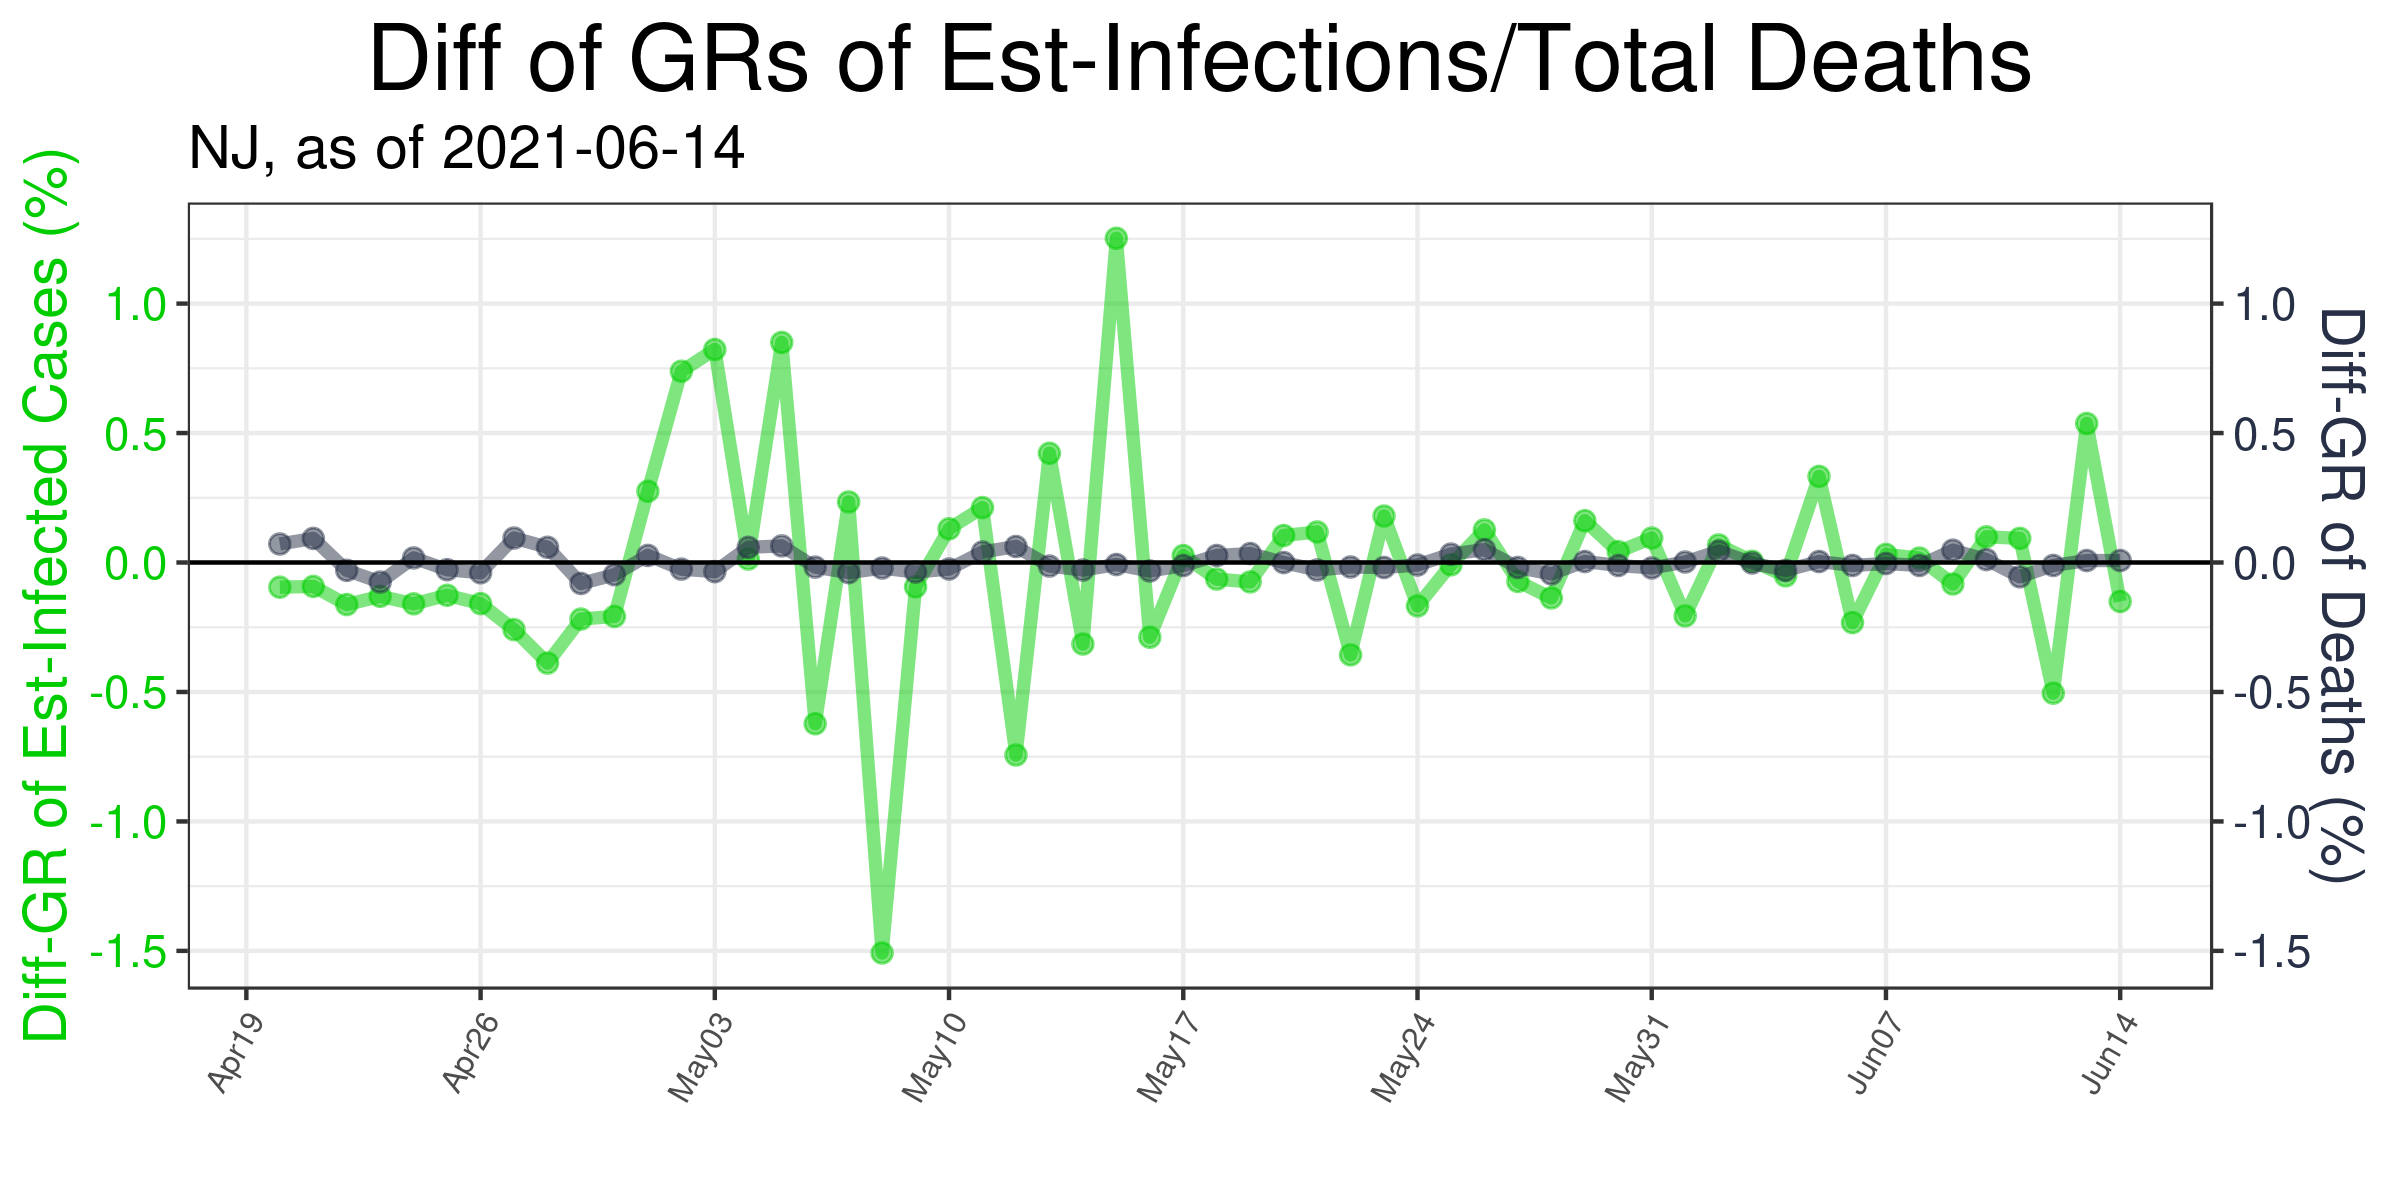 Diff of GRs of Est-Infections/Total Deaths
NJ, as of 2021-06-14
Diff-GR of Est-Infected Cases (%)
1.0
0.5
0.0
-0.5
-1.0
-1.5
1.0
0.5
0.0
-0.5
-1.0
-1.5
Diff-GR of Deaths (%)
Apr19
Apr26
May03
May10
May17
May24
May31
Jun07
Jun14